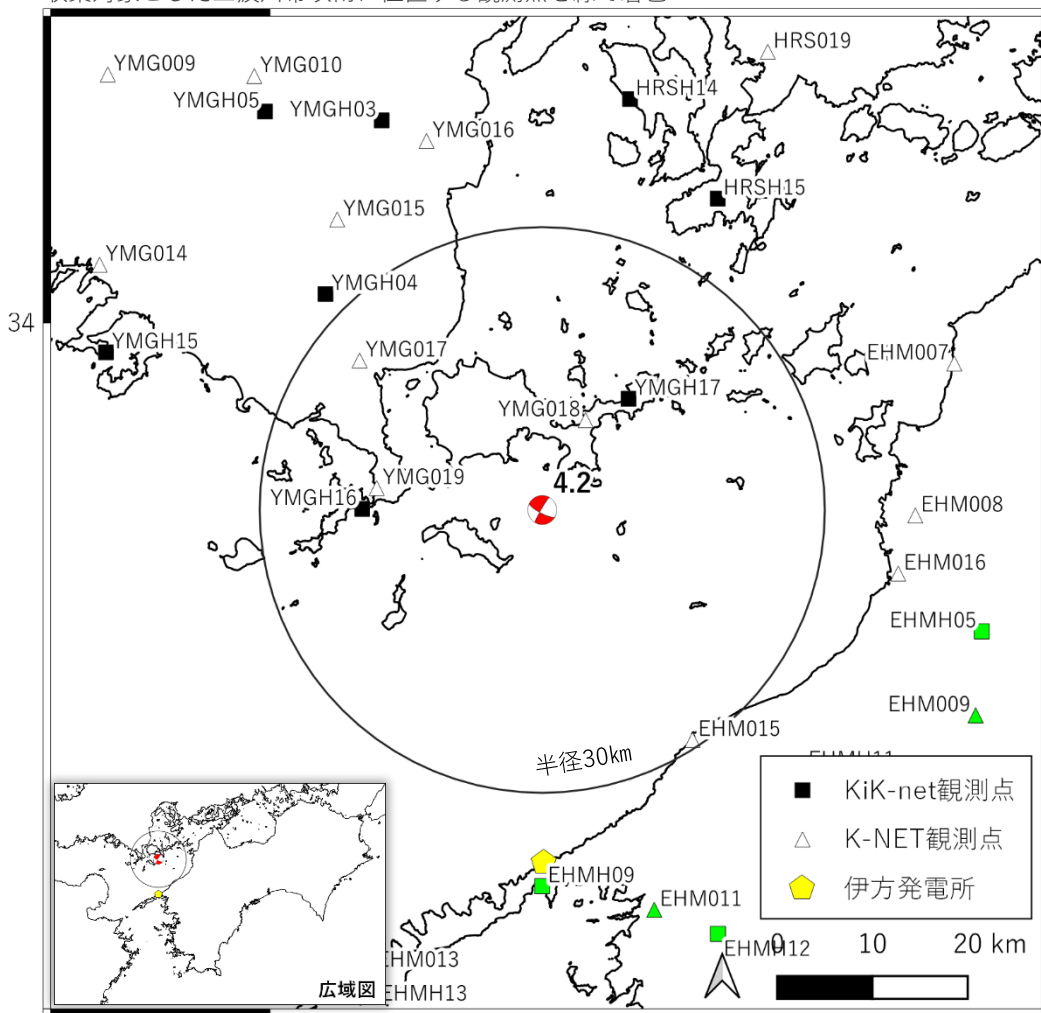 HRS019
YMG009
YMG010
YMGH05
YMGH03
HRSH14
YMG016
HRSH15
YMG015
YMG014
YMGH04
34
YMGH15
YMG017
EHM007
YMGH17
YMG018
YMG019
4.2
YMGH16
EHM008
EHM016
EHMH05
EHM009
EHM015
半径30km
KiK-net観測点
K-NET観測点
伊方発電所
EHMH09
EHM011
EHMH12
EHM013
EHMH13
広域図
0 10 20 km